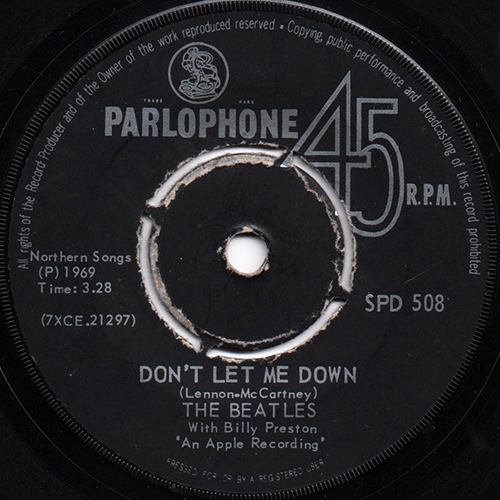 All rights of the Record Producer and of the Owner of the work reproduced reserved • Copying, public performance and broadcasting of this record prohibited
TRADE MARK
PARLOPHONE
45
R.P.M.
Northern Songs
(P) 1969
Time: 3.28
(7XCE.21297)
SPD 508
DON'T LET ME DOWN
(Lennon-McCartney)
THE BEATLES
With Billy Preston
"An Apple Recording"
PRESSED FOR OR BY A REGISTERED USER